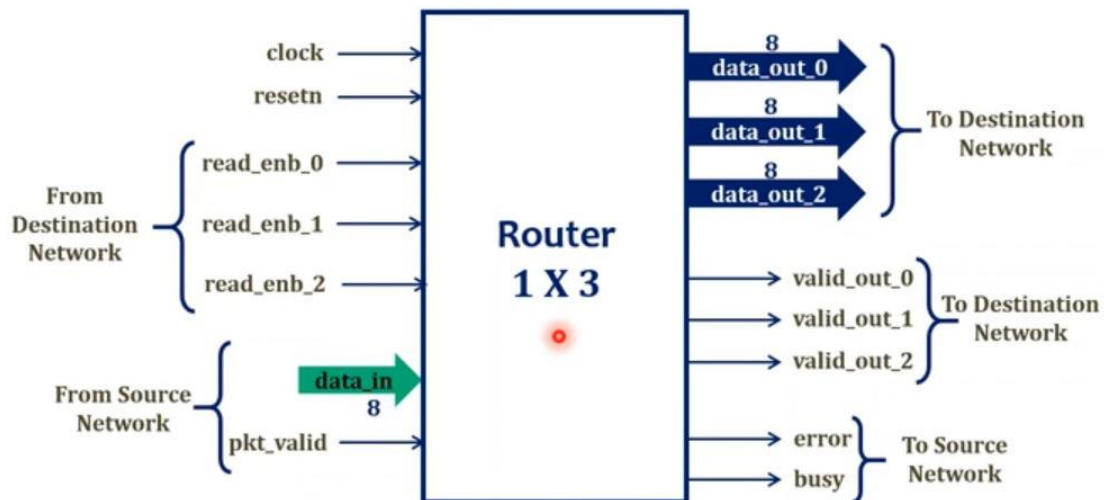 clock
resetn
From
Destination
Network
read_enb_0
read_enb_1
read_enb_2
From Source
Network
data_in
8
pkt_valid
Router
1 X 3
8
data_out_0
8
data_out_1
8
data_out_2
To Destination
Network
valid_out_0
valid_out_1
valid_out_2
To Destination
Network
error
busy
To Source
Network